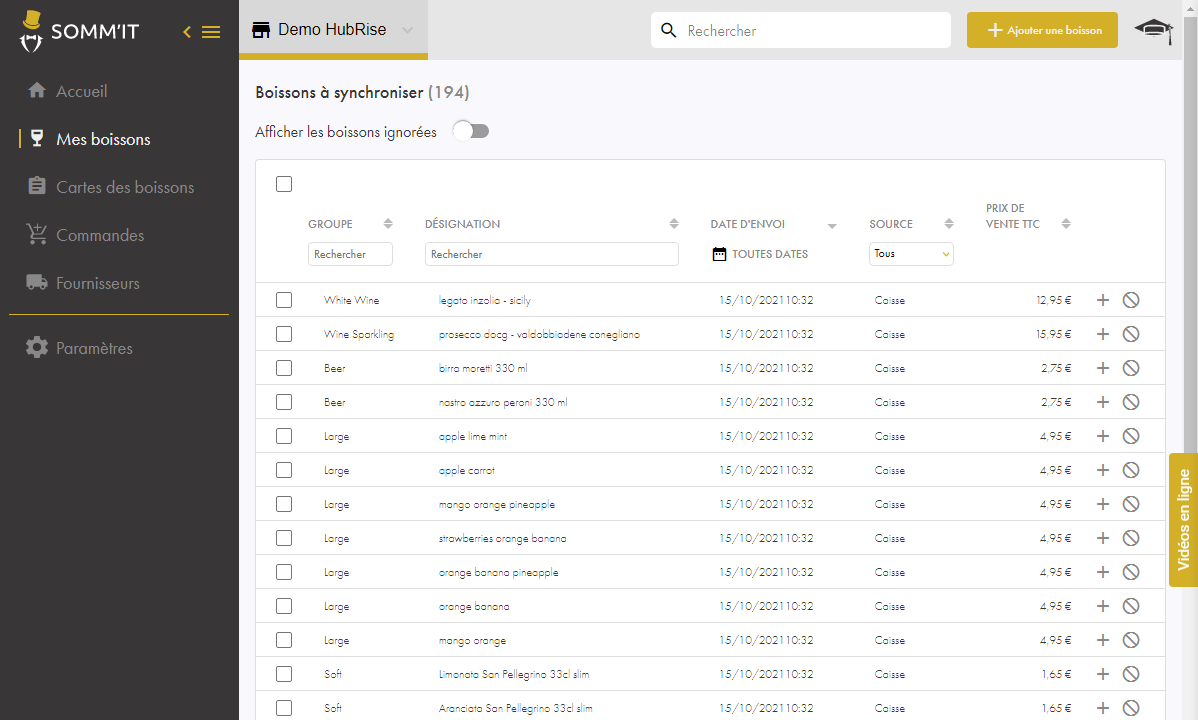 SOMM'IT
Demo HubRise
Rechercher
Ajouter une boisson
Accueil
Mes boissons
Cartes des boissons
Commandes
Fournisseurs
Paramètres
Boissons à synchroniser (194)
Afficher les boissons ignorées
GROUPE DÉSIGNATION DATE D'ENVOI SOURCE PRIX DE VENTE TTC
Rechercher Rechercher TOUTES DATES Tous
White Wine legato inzolia - sicily 15/10/2021 10:32 Caisse 12,95 €
Wine Sparkling prosecco docg - valdobbiadene conegliano 15/10/2021 10:32 Caisse 15,95 €
Beer birra moretti 330 ml 15/10/2021 10:32 Caisse 2,75 €
Beer nastro azzuro peroni 330 ml 15/10/2021 10:32 Caisse 2,75 €
Large apple lime mint 15/10/2021 10:32 Caisse 4,95 €
Large apple carrot 15/10/2021 10:32 Caisse 4,95 €
Large mango orange pineapple 15/10/2021 10:32 Caisse 4,95 €
Large strawberries orange banana 15/10/2021 10:32 Caisse 4,95 €
Large orange banana pineapple 15/10/2021 10:32 Caisse 4,95 €
Large orange banana 15/10/2021 10:32 Caisse 4,95 €
Large mango orange 15/10/2021 10:32 Caisse 4,95 €
Soft Limonata San Pellegrino 33cl slim 15/10/2021 10:32 Caisse 1,65 €
Soft Aranciata San Pellegrino 33cl slim 15/10/2021 10:32 Caisse 1,65 €
Vidéos en ligne